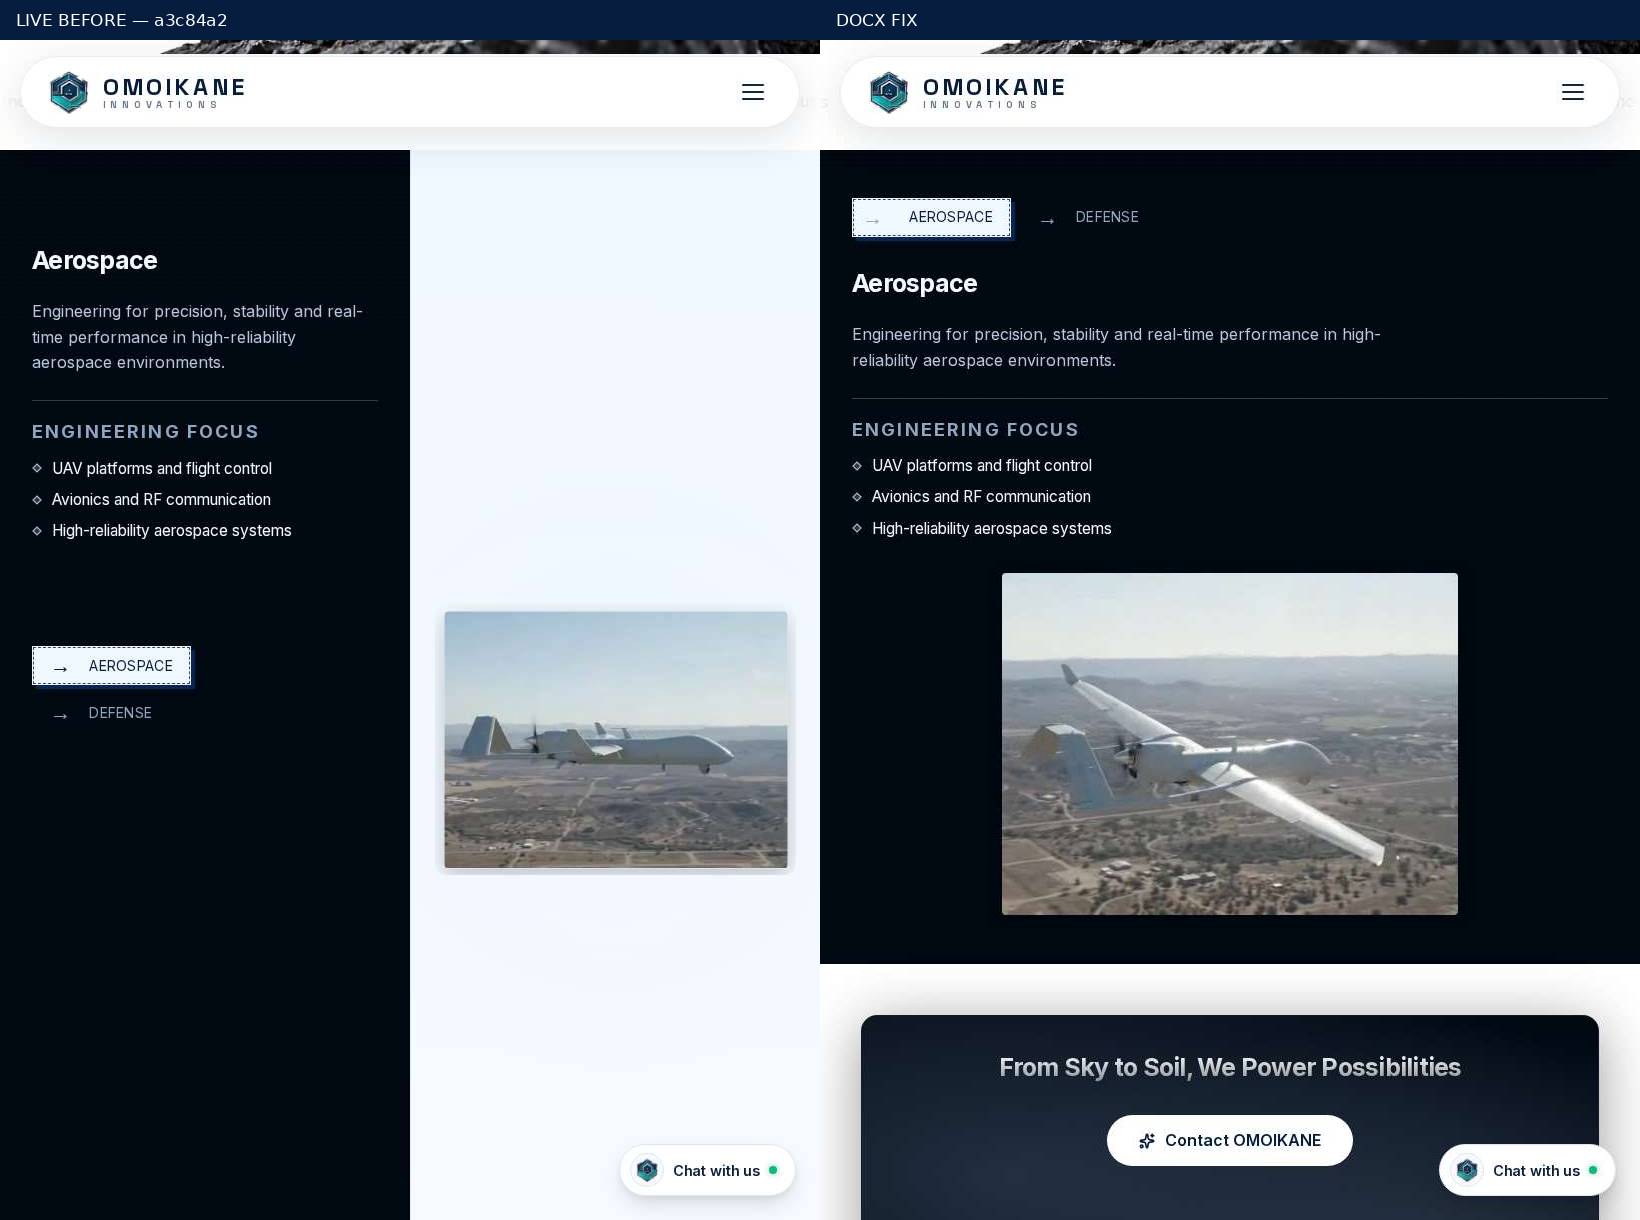 LIVE BEFORE — a3c84a2
OMOIKANE
INNOVATIONS
Aerospace
Engineering for precision, stability and real-
time performance in high-reliability
aerospace environments.
ENGINEERING FOCUS
UAV platforms and flight control
Avionics and RF communication
High-reliability aerospace systems
→ AEROSPACE
→ DEFENSE
Chat with us
DOCX FIX
OMOIKANE
INNOVATIONS
→ AEROSPACE → DEFENSE
Aerospace
Engineering for precision, stability and real-time performance in high-
reliability aerospace environments.
ENGINEERING FOCUS
UAV platforms and flight control
Avionics and RF communication
High-reliability aerospace systems
From Sky to Soil, We Power Possibilities
Contact OMOIKANE
Chat with us